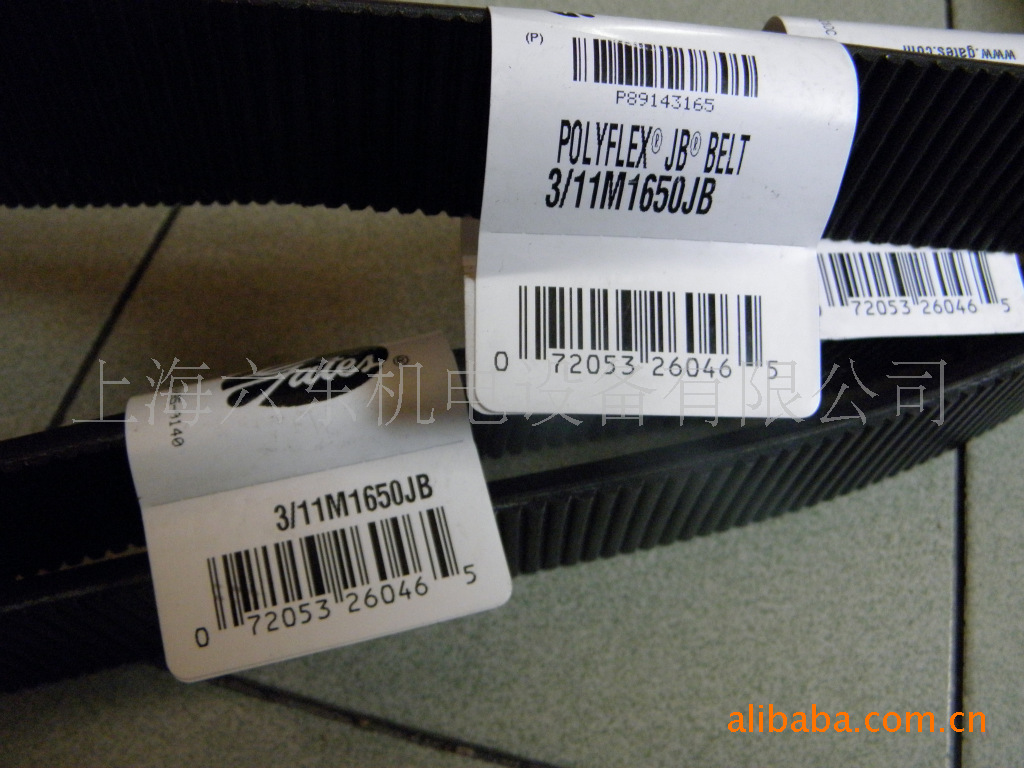 (P)
P89143165
POLYFLEX® JB® BELT
3/11M1650JB
0 72053 26046 5
www.gates.com
72053 26046 5
Gates®
3/11M1650JB
0 72053 26046 5
上海六乐机电设备有限公司
alibaba.com.cn